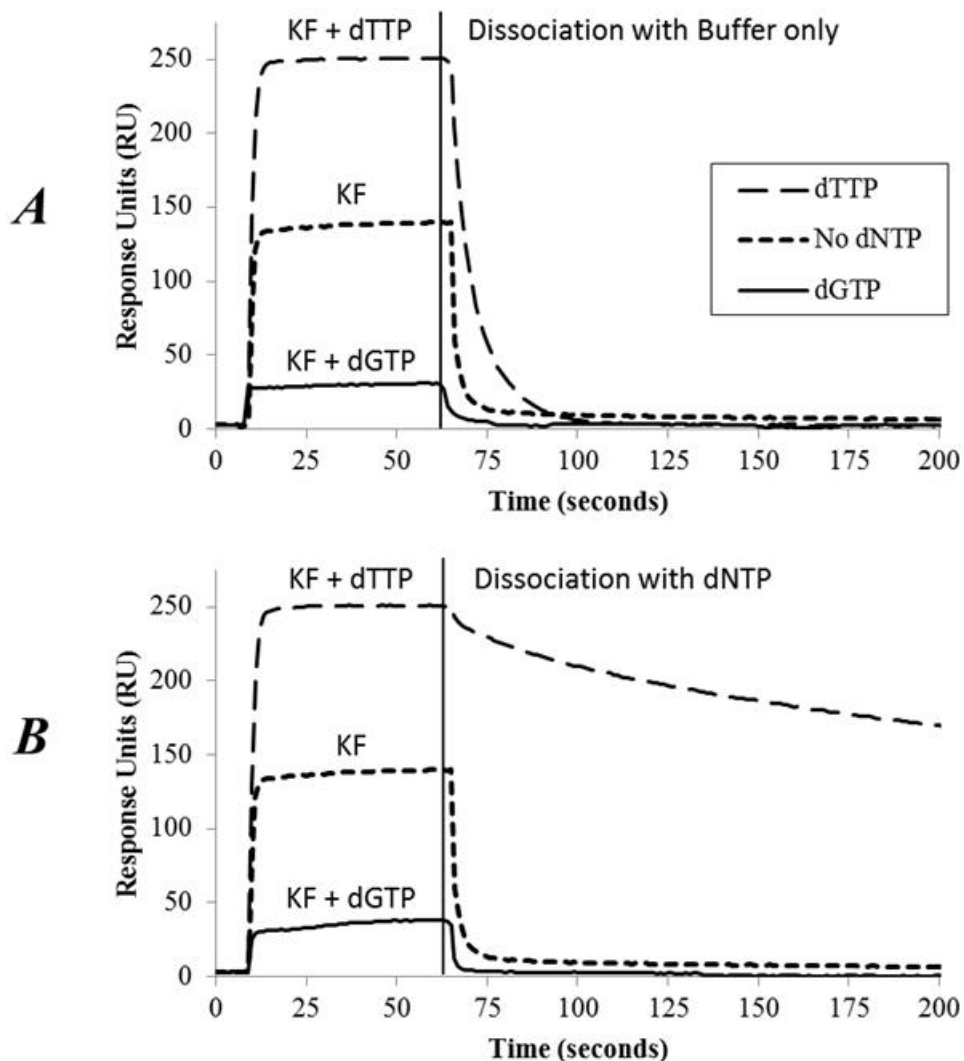 A
KF + dTTP
Dissociation with Buffer only
250
200
150
100
50
0
Response Units (RU)
KF
KF + dGTP
dTTP
No dNTP
dGTP
0 25 50 75 100 125 150 175 200
Time (seconds)
B
KF + dTTP
Dissociation with dNTP
250
200
150
100
50
0
Response Units (RU)
KF
KF + dGTP
0 25 50 75 100 125 150 175 200
Time (seconds)